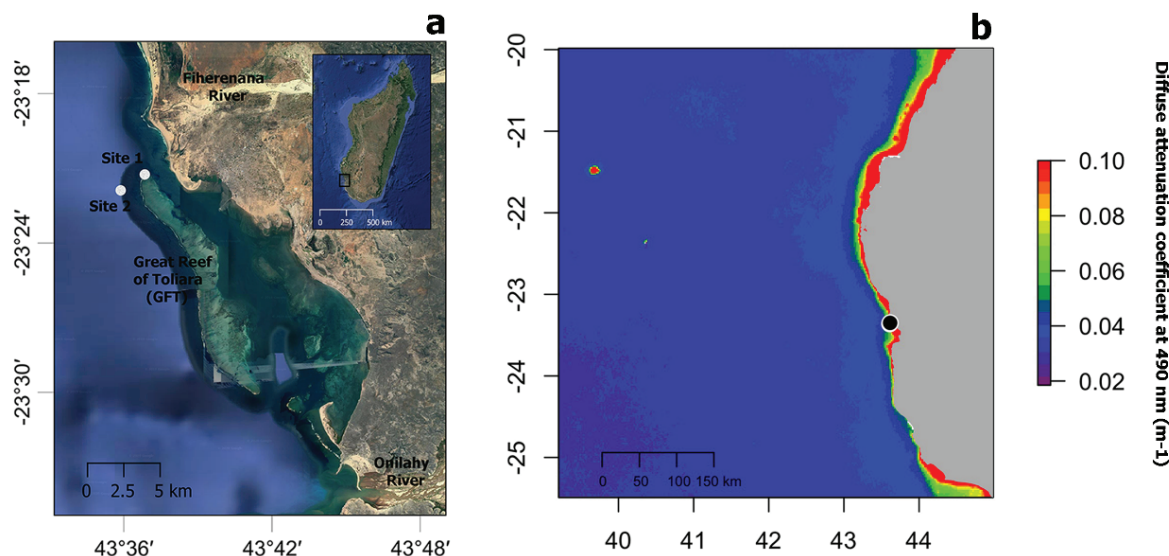 a
-23°18′
-23°24′
-23°30′
Fiherenana
River
Site 1
Site 2
Great Reef
of Toliara
(GFT)
Onilahy
River
0 250 500 km
0 2.5 5 km
43°36′ 43°42′ 43°48′
b
-20
-21
-22
-23
-24
-25
0 50 100 150 km
40 41 42 43 44
0.10
0.08
0.06
0.04
0.02
Diffuse attenuation coefficient at 490 nm (m-1)